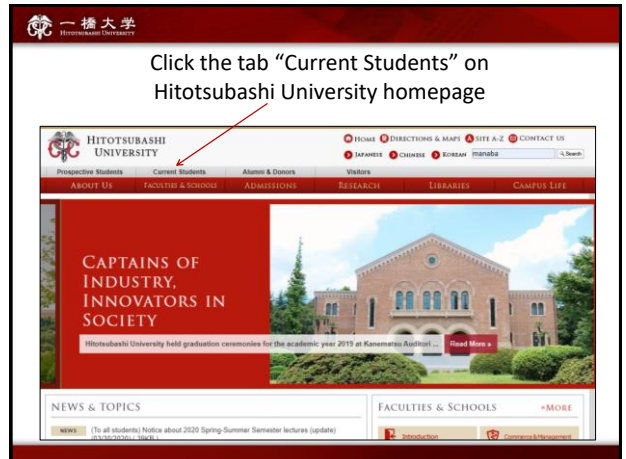 一橋大学
HITOTSUBASHI UNIVERSITY
Click the tab “Current Students” on
Hitotsubashi University homepage
HITOTSUBASHI
UNIVERSITY
HOME DIRECTIONS & MAPS SITE A-Z CONTACT US
JAPANESE CHINESE KOREAN manaba Search
Prospective Students Current Students Alumni & Donors Visitors
ABOUT US FACULTIES & SCHOOLS ADMISSIONS RESEARCH LIBRARIES CAMPUS LIFE
CAPTAINS OF
INDUSTRY,
INNOVATORS IN
SOCIETY
Hitotsubashi University held graduation ceremonies for the academic year 2019 at Kanematsu Auditori ... Read More »
NEWS & TOPICS
FACULTIES & SCHOOLS »MORE
NEWS (To all students) Notice about 2020 Spring-Summer Semester lectures (update)
(03/30/2020) ( 39KB )
Introduction Commerce & Management